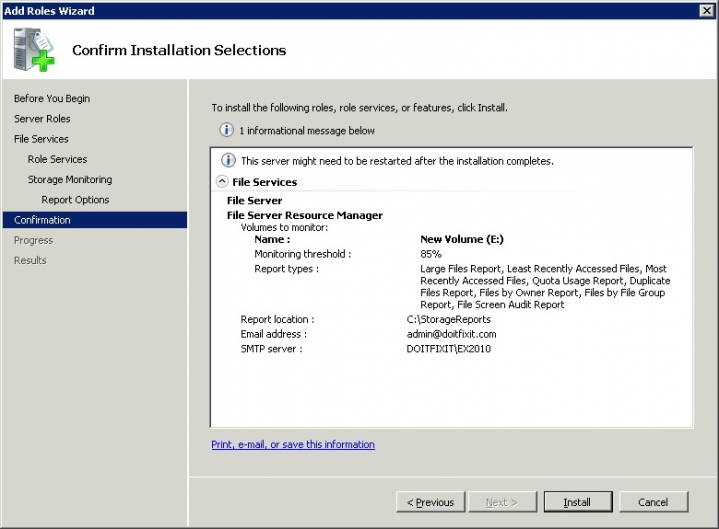 Add Roles Wizard
Confirm Installation Selections
Before You Begin
Server Roles
File Services
Role Services
Storage Monitoring
Report Options
Confirmation
Progress
Results
To install the following roles, role services, or features, click Install.
1 informational message below
This server might need to be restarted after the installation completes.
File Services
File Server
File Server Resource Manager
Volumes to monitor:
Name : New Volume (E:)
Monitoring threshold : 85%
Report types : Large Files Report, Least Recently Accessed Files, Most
Recently Accessed Files, Quota Usage Report, Duplicate
Files Report, Files by Owner Report, Files by File Group
Report, File Screen Audit Report
Report location : C:\StorageReports
Email address : admin@doitfixit.com
SMTP server : DOITFIXIT\EX2010
Print, e-mail, or save this information
< Previous
Next >
Install
Cancel